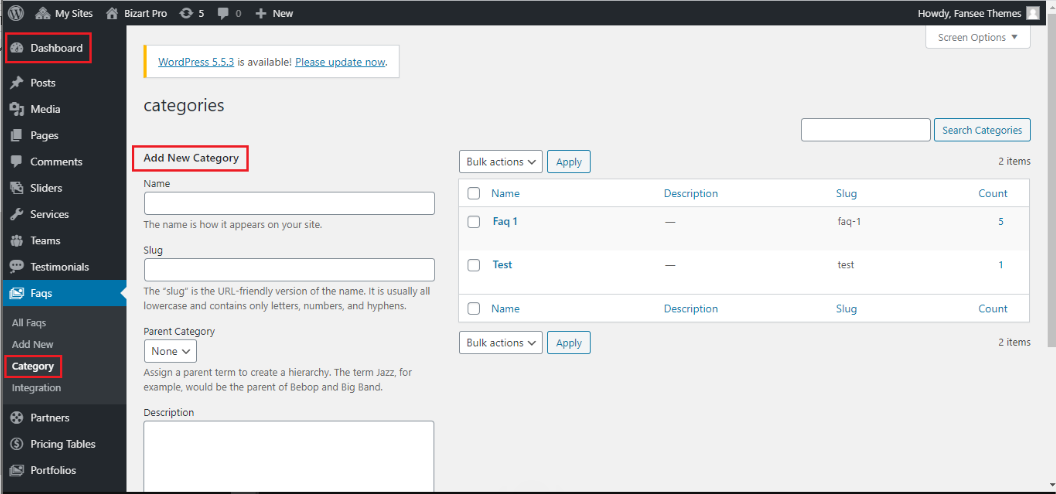 My Sites Bizart Pro 5 0 New Howdy, Fansee Themes
Screen Options
Dashboard
Posts
Media
Pages
Comments
Sliders
Services
Teams
Testimonials
Faqs
All Faqs
Add New
Category
Integration
Partners
Pricing Tables
Portfolios
WordPress 5.5.3 is available! Please update now.
categories
Search Categories
Add New Category
Name
The name is how it appears on your site.
Slug
The “slug” is the URL-friendly version of the name. It is usually all
lowercase and contains only letters, numbers, and hyphens.
Parent Category
None
Assign a parent term to create a hierarchy. The term Jazz, for
example, would be the parent of Bebop and Big Band.
Description
Bulk actions Apply 2 items
Name Description Slug Count
Faq 1 — faq-1 5
Test — test 1
Name Description Slug Count
Bulk actions Apply 2 items